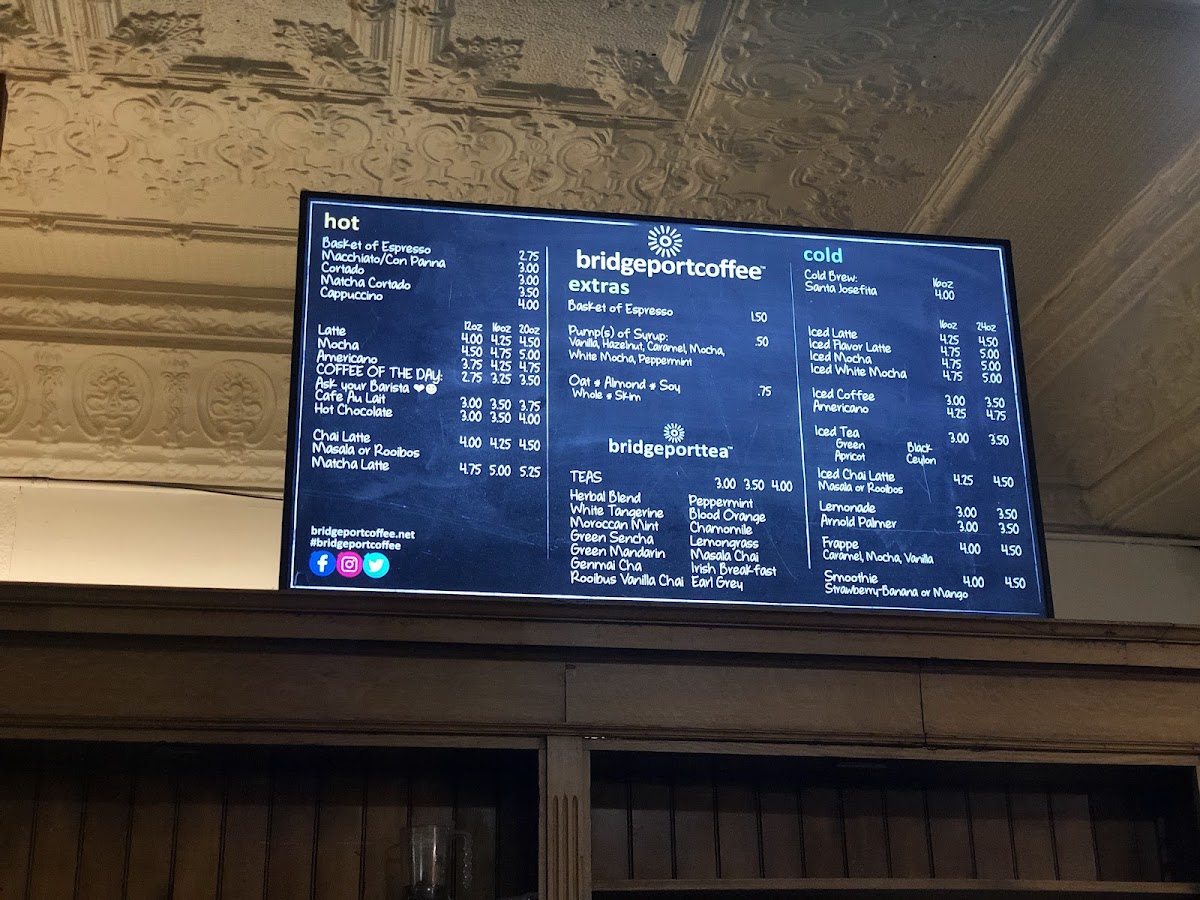 hot
Basket of Espresso 2.75
Macchiato/Con Panna 3.00
Cortado 3.00
Matcha Cortado 3.50
Cappuccino 4.00
12oz 16oz 20oz
Latte 4.00 4.25 4.50
Mocha 4.50 4.75 5.00
Americano 3.75 4.25 4.75
COFFEE OF THE DAY: 2.75 3.25 3.50
Ask your Barista ❤😁
Cafe Au Lait 3.00 3.50 3.75
Hot Chocolate 3.00 3.50 4.00
Chai Latte 4.00 4.25 4.50
Masala or Rooibos
Matcha Latte 4.75 5.00 5.25
bridgeportcoffee.net
#bridgeportcoffee
bridgeportcoffee™
extras
Basket of Espresso 1.50
Pump(s) of Syrup: .50
Vanilla, Hazelnut, Caramel, Mocha,
White Mocha, Peppermint
Oat * Almond * Soy .75
Whole * Skim
bridgeporttea™
TEAS 3.00 3.50 4.00
Herbal Blend Peppermint
White Tangerine Blood Orange
Moroccan Mint Chamomile
Green Sencha Lemongrass
Green Mandarin Masala Chai
Genmai Cha Irish Breakfast
Rooibus Vanilla Chai Earl Grey
cold
Cold Brew: 16oz
Santa Josefita 4.00
16oz 24oz
Iced Latte 4.25 4.50
Iced Flavor Latte 4.75 5.00
Iced Mocha 4.75 5.00
Iced White Mocha 4.75 5.00
Iced Coffee 3.00 3.50
Americano 4.25 4.75
Iced Tea 3.00 3.50
Green Black
Apricot Ceylon
Iced Chai Latte 4.25 4.50
Masala or Rooibos
Lemonade 3.00 3.50
Arnold Palmer 3.00 3.50
Frappe 4.00 4.50
Caramel, Mocha, Vanilla
Smoothie 4.00 4.50
Strawberry-Banana or Mango